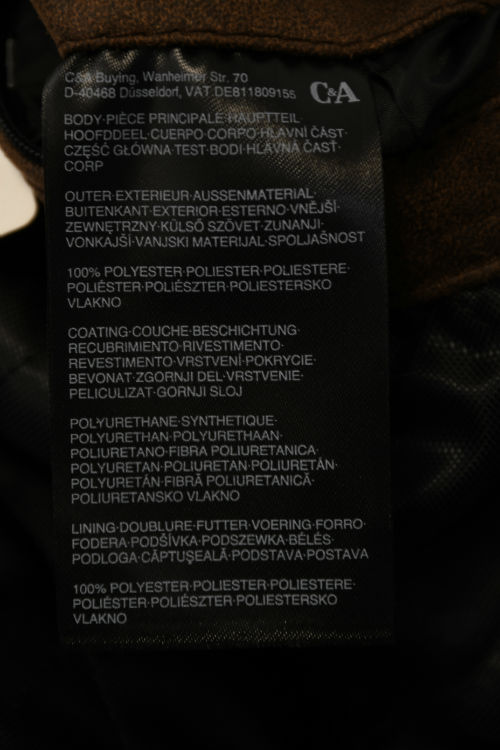 C&A Buying, Wanheimer Str. 70
D-40468 Düsseldorf, VAT.DE811809155
C&A
BODY·PIÈCE PRINCIPALE·HAUPTTEIL·
HOOFDDEEL·CUERPO·CORPO·HLAVNÍ ČÁST·
CZĘŚĆ GŁÓWNA·TEST·BODI·HLAVNÁ ČASŤ·
CORP
OUTER·EXTERIEUR·AUSSENMATERIAL·
BUITENKANT·EXTERIOR·ESTERNO·VNĚJŠÍ·
ZEWNĘTRZNY·KÜLSŐ SZÖVET·ZUNANJI·
VONKAJŠÍ·VANJSKI MATERIJAL·SPOLJAŠNOST
100% POLYESTER·POLIESTER·POLIESTERE·
POLIÉSTER·POLIÉSZTER·POLIESTERSKO
VLAKNO
COATING·COUCHE·BESCHICHTUNG·
RECUBRIMIENTO·RIVESTIMENTO·
REVESTIMENTO·VRSTVENÍ·POKRYCIE·
BEVONAT·ZGORNJI DEL·VRSTVENIE·
PELICULIZAT·GORNJI SLOJ
POLYURETHANE·SYNTHETIQUE·
POLYURETHAN·POLYURETHAAN·
POLIURETANO·FIBRA POLIURETANICA·
POLYURETAN·POLIURETAN·POLIURETÁN·
POLYURETÁN·FIBRĂ POLIURETANICĂ·
POLIURETANSKO VLAKNO
LINING·DOUBLURE·FUTTER·VOERING·FORRO·
FODERA·PODŠÍVKA·PODSZEWKA·BÉLÉS·
PODLOGA·CĂPTUŞEALĂ·PODSTAVA·POSTAVA
100% POLYESTER·POLIESTER·POLIESTERE·
POLIÉSTER·POLIÉSZTER·POLIESTERSKO
VLAKNO